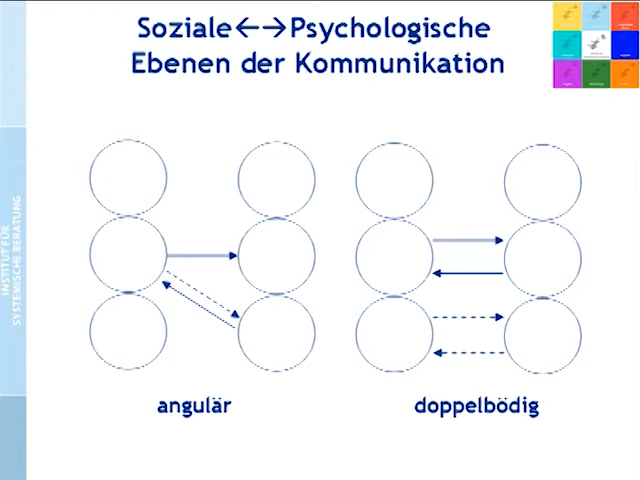 Soziale←→Psychologische
Ebenen der Kommunikation
INSTITUT FÜR
SYSTEMISCHE BERATUNG
angulär
doppelbödig